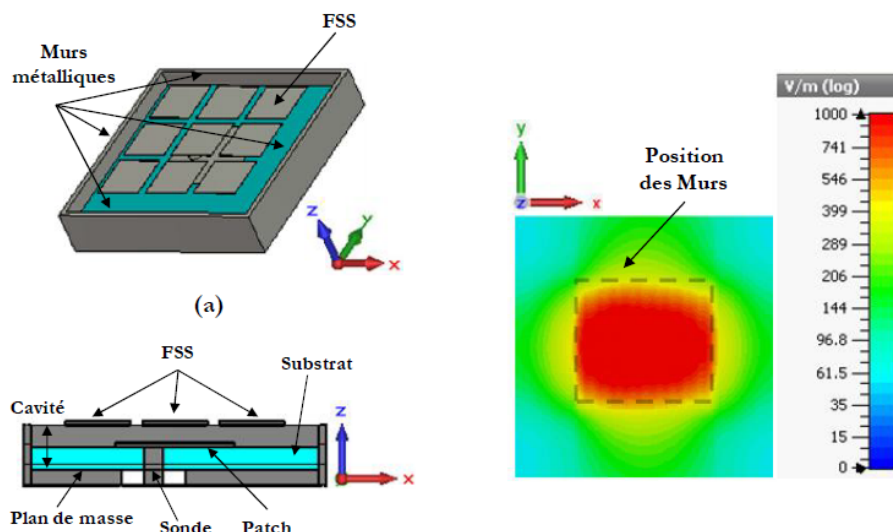 FSS
Murs
métalliques
z
y
x
(a)
FSS
Substrat
Cavité
z
x
Plan de masse
Sonde
Patch
y
z
x
Position
des Murs
V/m (log)
1000
741
546
399
289
206
144
96.8
61.5
35
15
0